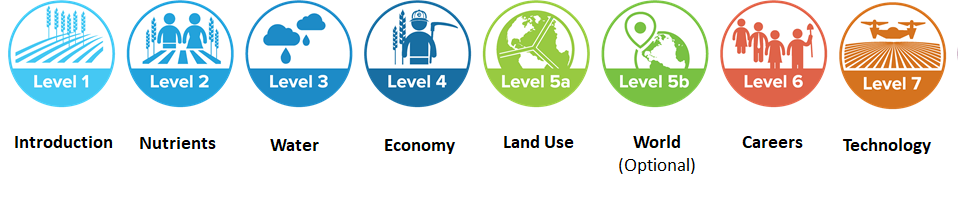 Level 1 Level 2 Level 3 Level 4 Level 5a Level 5b Level 6 Level 7
Introduction Nutrients Water Economy Land Use World Careers Technology
(Optional)